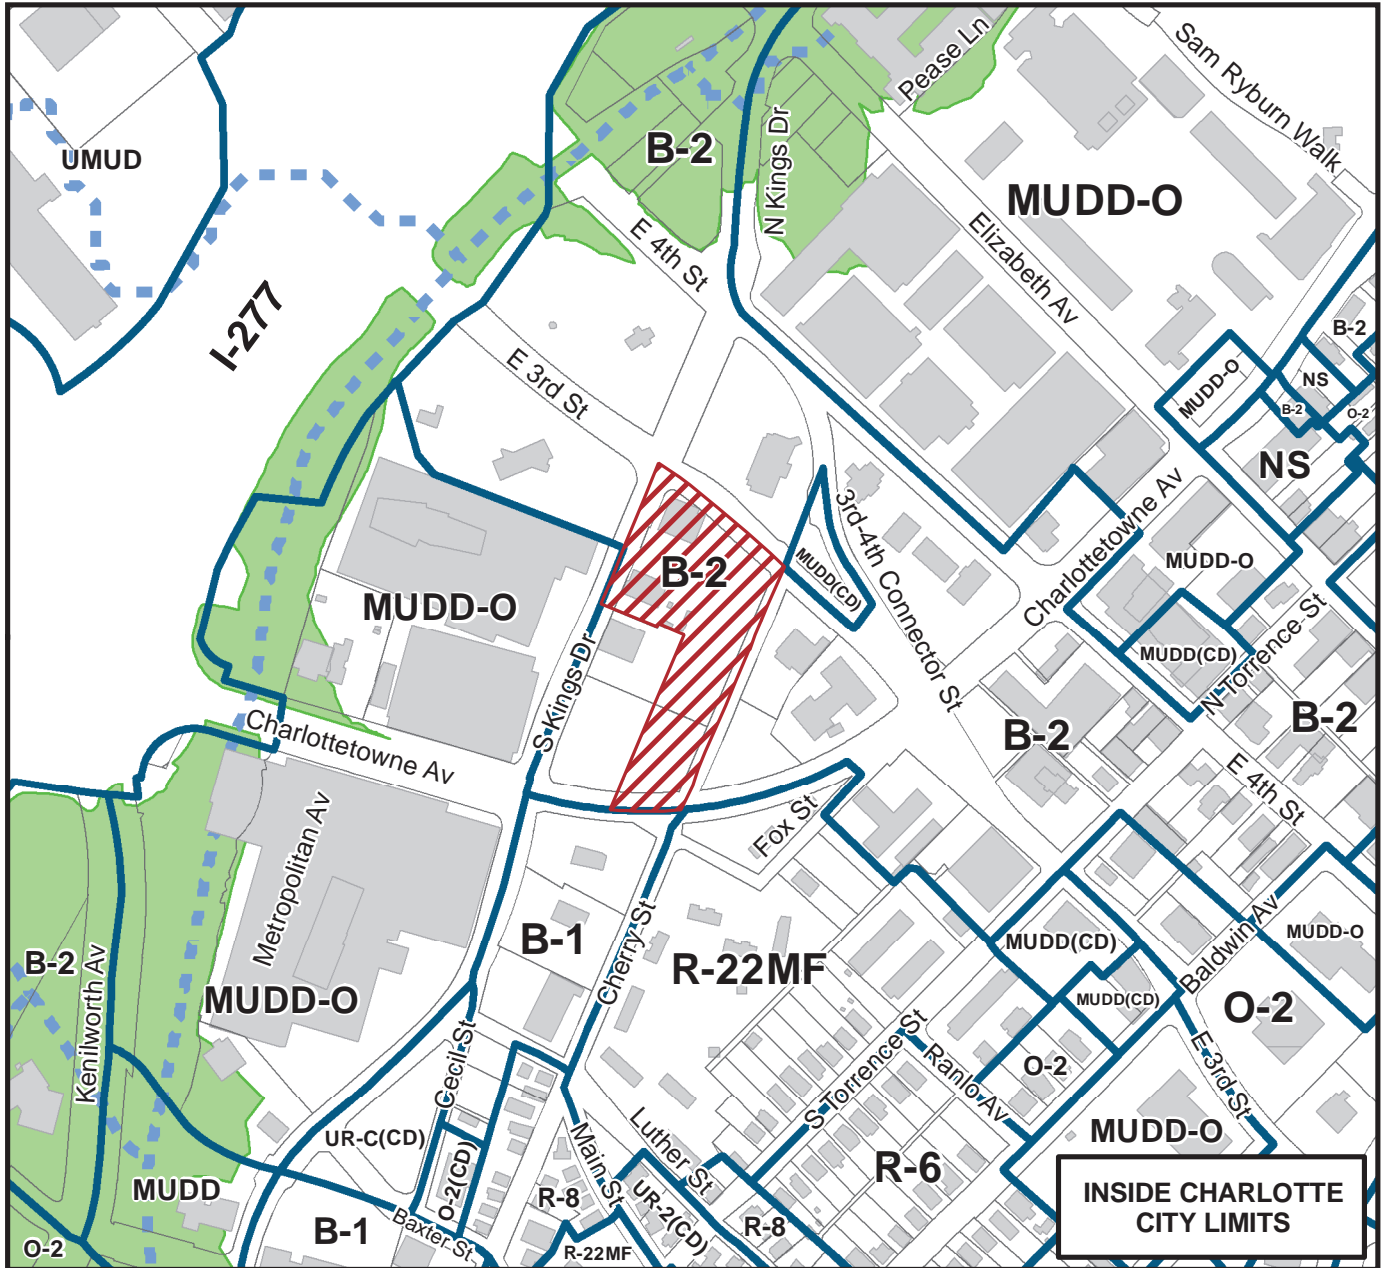 Pease Ln
Sam Ryburn Walk
B-2
UMUD
N Kings Dr
MUDD-O
E 4th St
Elizabeth Av
I-277
B-2
MUDD-O
NS
B-2
O-2
E 3rd St
NS
3rd-4th Connector St
Charlottetowne Av
B-2
MUDD(CD)
MUDD-O
MUDD-O
MUDD(CD)
N Torrence St
S Kings Dr
B-2
B-2
Charlottetowne Av
E 4th St
Fox St
Metropolitan Av
Baldwin Av
B-1
MUDD(CD)
MUDD-O
B-2
Kenilworth Av
Cherry St
R-22MF
MUDD-O
MUDD(CD)
O-2
Cecil St
S Torrence St
Ranlo Av
O-2
E 3rd St
UR-C(CD)
Main St
Luther St
MUDD-O
O-2(CD)
R-6
MUDD
R-8
UR-2(CD)
R-8
B-1
Baxter St
O-2
R-22MF
INSIDE CHARLOTTE
CITY LIMITS